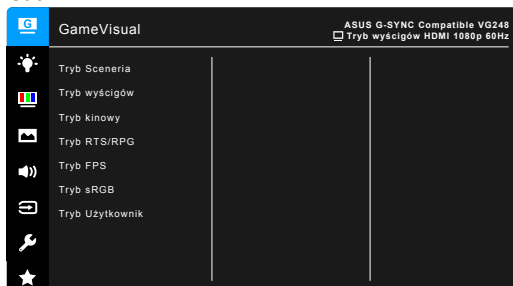 G
GameVisual
ASUS G-SYNC Compatible VG248
Tryb wyścigów HDMI 1080p 60Hz
Tryb Sceneria
Tryb wyścigów
Tryb kinowy
Tryb RTS/RPG
Tryb FPS
Tryb sRGB
Tryb Użytkownik